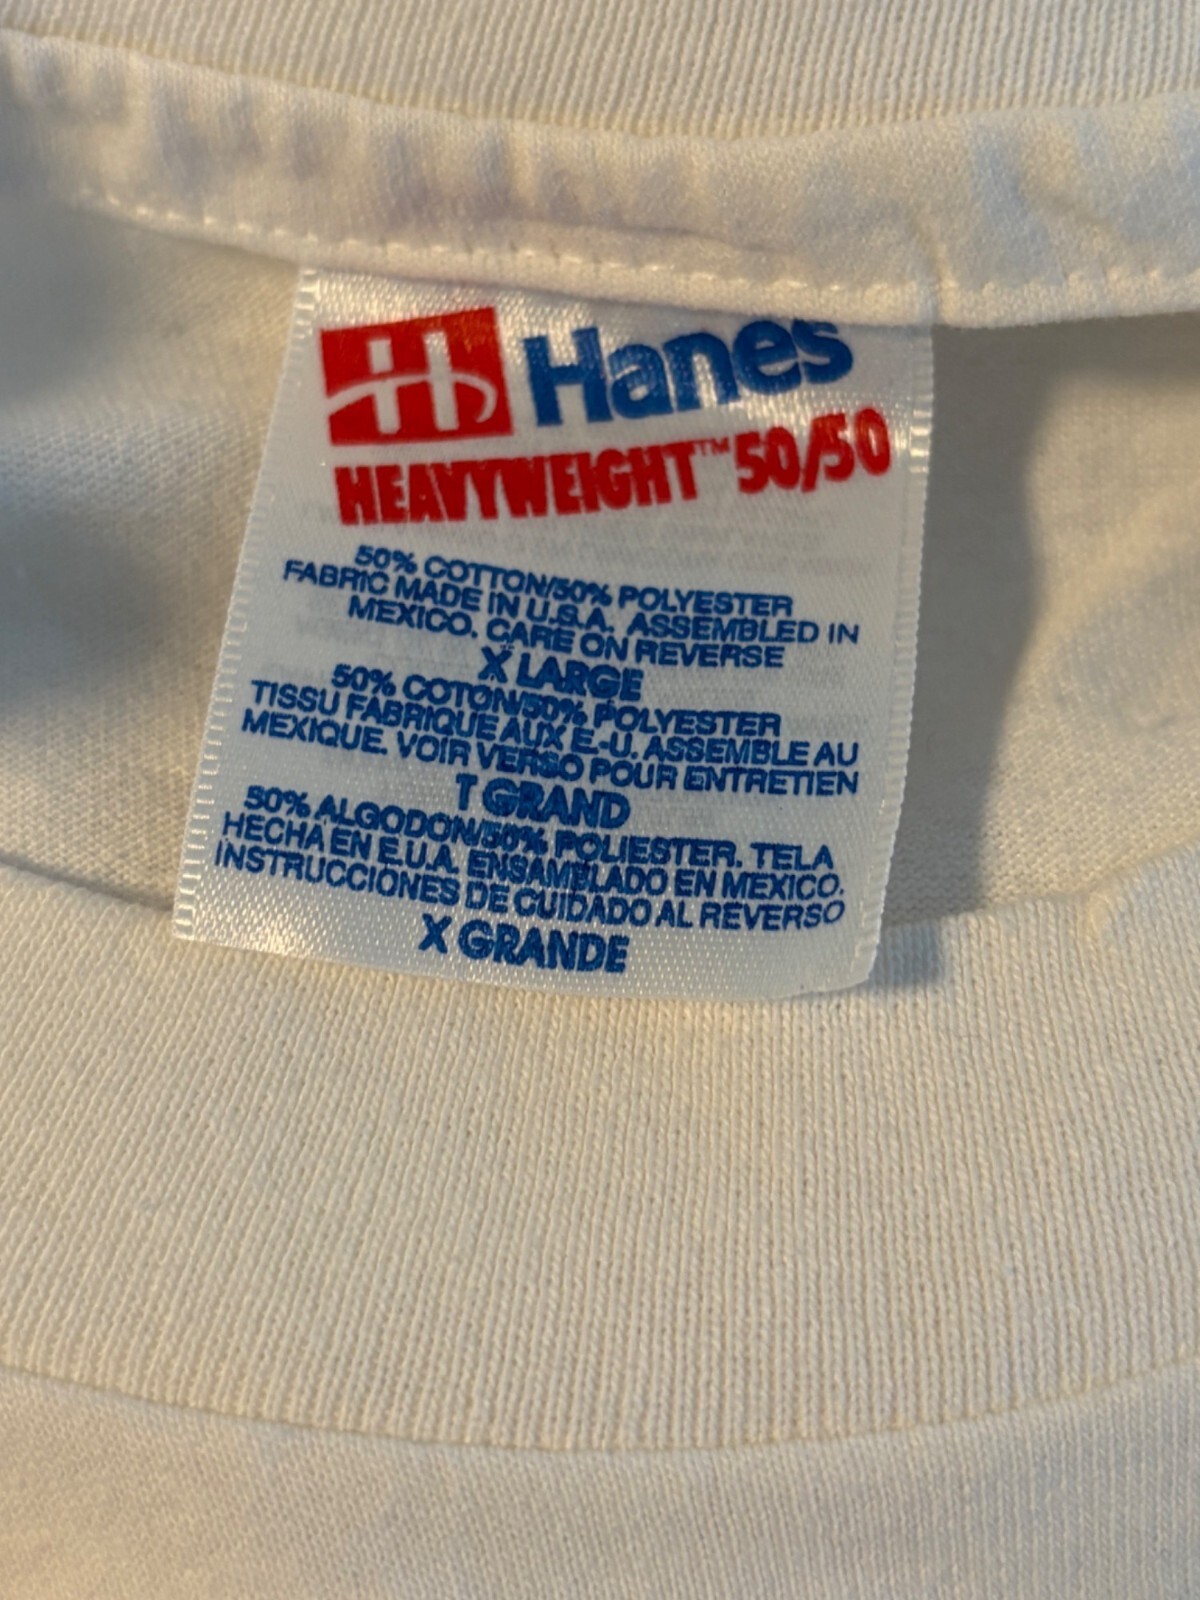 H Hanes
HEAVYWEIGHT™ 50/50
50% COTTON/50% POLYESTER
FABRIC MADE IN U.S.A. ASSEMBLED IN
MEXICO. CARE ON REVERSE
X LARGE
50% COTON/50% POLYESTER
TISSU FABRIQUE AUX E.-U. ASSEMBLE AU
MEXIQUE. VOIR VERSO POUR ENTRETIEN
T GRAND
50% ALGODON/50% POLIESTER. TELA
HECHA EN E.U.A. ENSAMBLADO EN MEXICO.
INSTRUCCIONES DE CUIDADO AL REVERSO
X GRANDE